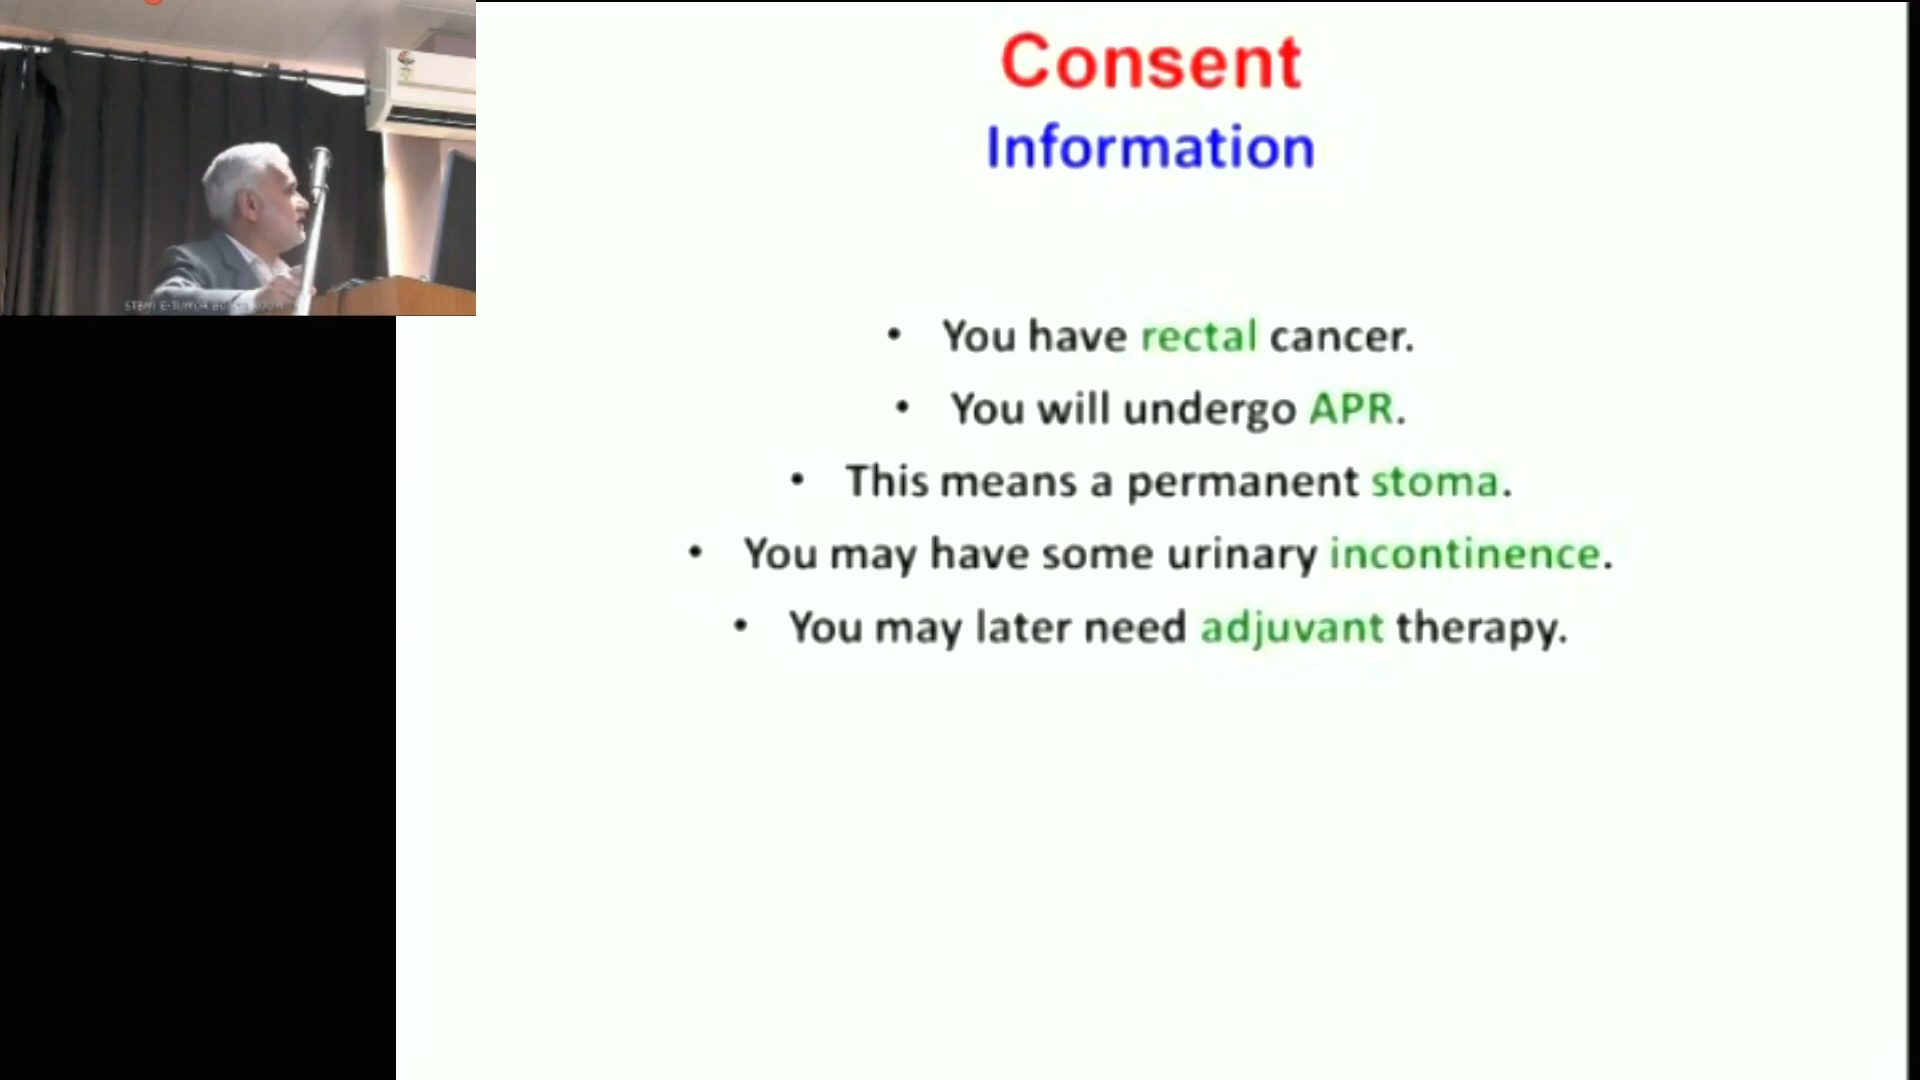 Consent
Information
• You have rectal cancer.
• You will undergo APR.
• This means a permanent stoma.
• You may have some urinary incontinence.
• You may later need adjuvant therapy.